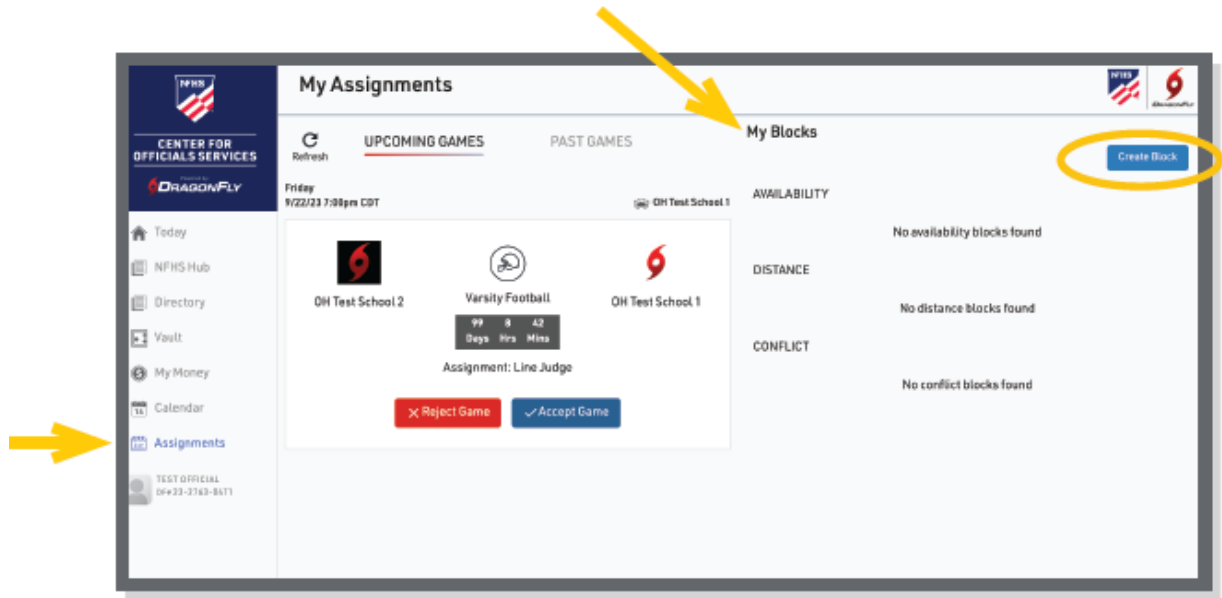 NFHS
CENTER FOR
OFFICIALS SERVICES
Powered By
DRAGONFLY
Today
NFHS Hub
Directory
Vault
My Money
Calendar
Assignments
TEST OFFICIAL
My Assignments
NFHS
DRAGONFLY
Refresh
UPCOMING GAMES
PAST GAMES
Friday
9/22/23 7:00pm CDT
OH Test School 1
OH Test School 2
Varsity Football
OH Test School 1
99 8 42
Days Hrs Mins
Assignment: Line Judge
Reject Game
Accept Game
My Blocks
Create Block
AVAILABILITY
No availability blocks found
DISTANCE
No distance blocks found
CONFLICT
No conflict blocks found